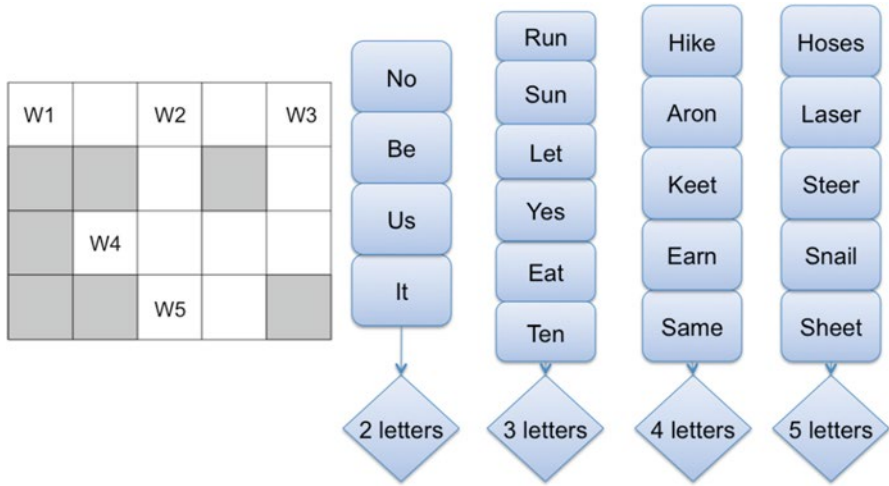 W1 W2 W3
W4
W5
No
Be
Us
It
2 letters
Run
Sun
Let
Yes
Eat
Ten
3 letters
Hike
Aron
Keet
Earn
Same
4 letters
Hoses
Laser
Steer
Snail
Sheet
5 letters